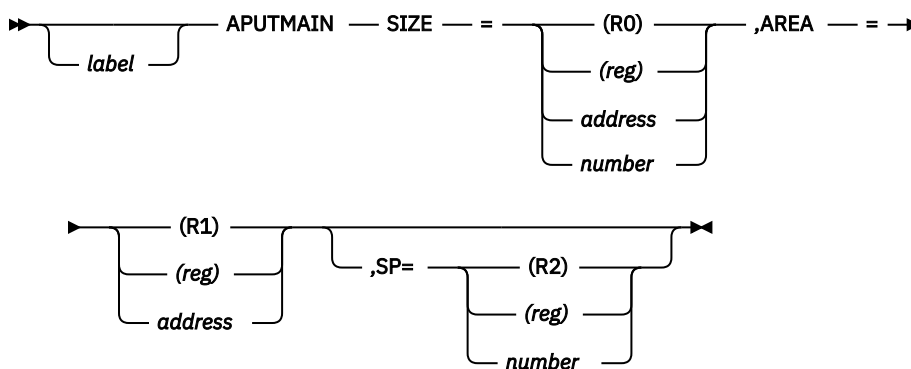 APUTMAIN SIZE = (R0) ,AREA =
label (reg)
address
number
(R1)
(reg) ,SP= (R2)
address (reg)
number